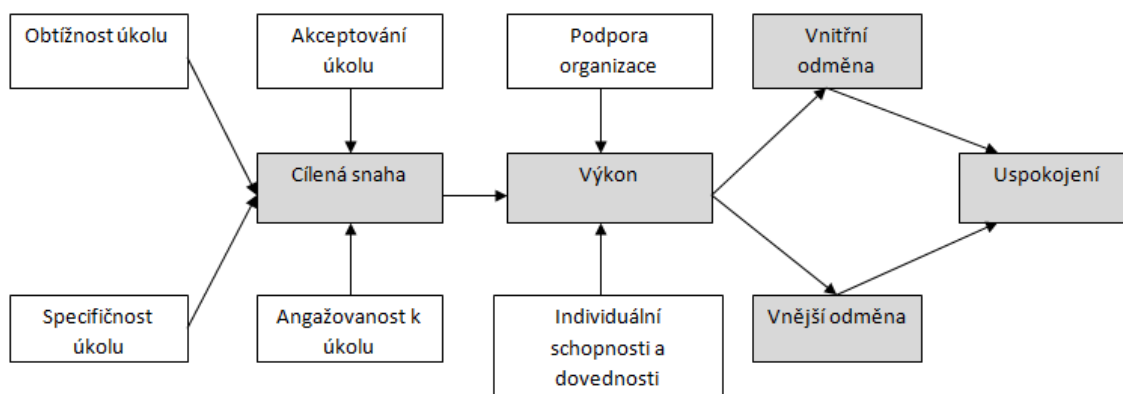 Obtížnost úkolu
Akceptování
úkolu
Podpora
organizace
Vnitřní
odměna
Cílená snaha
Výkon
Uspokojení
Specifičnost
úkolu
Angažovanost k
úkolu
Individuální
schopnosti a
dovednosti
Vnější odměna